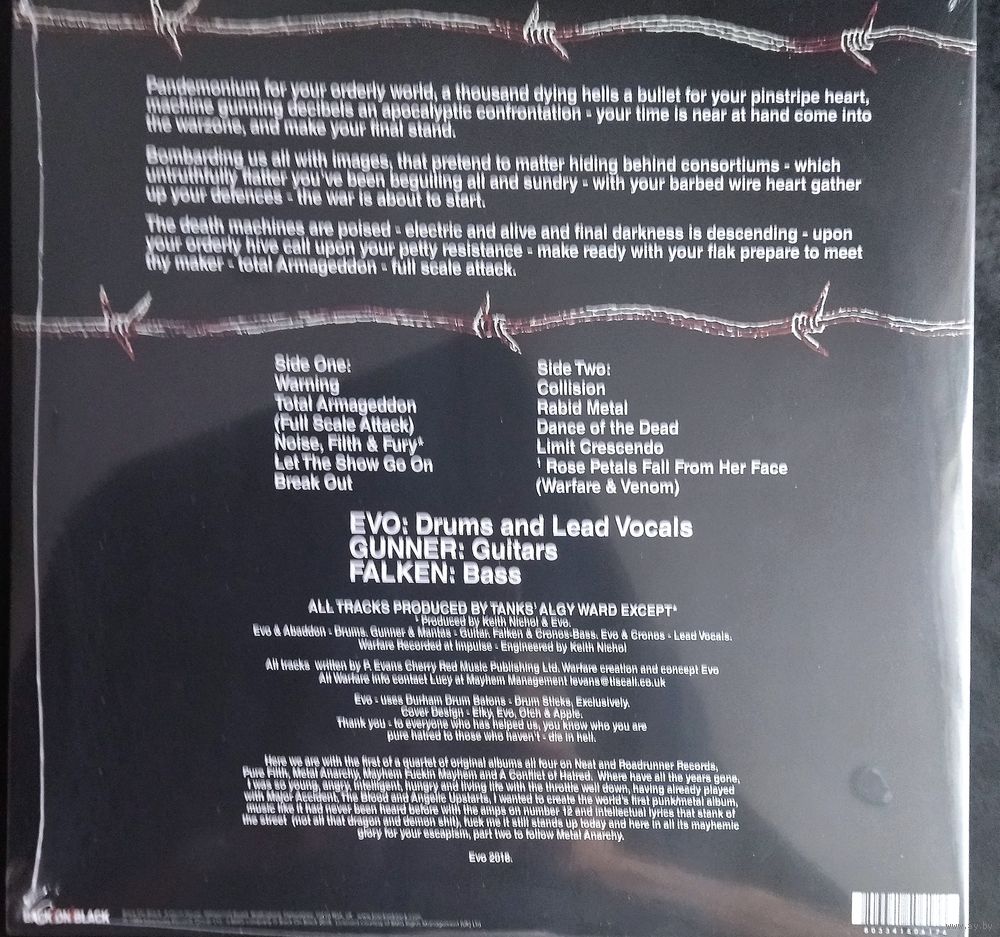 Pandemonium for your orderly world, a thousand dying hells a bullet for your pinstripe heart,
machine gunning decibels an apocalyptic confrontation - your time is near at hand come into
the warzone, and make your final stand.
Bombarding us all with images, that pretend to matter hiding behind consortiums - which
untruthfully flatter you've been beguiling all and sundry - with your barbed wire heart gather
up your defences - the war is about to start.
The death machines are poised - electric and alive and final darkness is descending - upon
your orderly hive call upon your petty resistance - make ready with your flak prepare to meet
thy maker - total Armageddon - full scale attack.
Side One:
Warning
Total Armageddon
(Full Scale Attack)
Noise, Filth & Fury*
Let The Show Go On
Break Out
Side Two:
Collision
Rabid Metal
Dance of the Dead
Limit Crescendo
¹ Rose Petals Fall From Her Face
(Warfare & Venom)
EVO: Drums and Lead Vocals
GUNNER: Guitars
FALKEN: Bass
ALL TRACKS PRODUCED BY TANKS' ALGY WARD EXCEPT*
¹ Produced by Keith Nichol & Evo.
Evo & Abaddon - Drums. Gunner & Mantas - Guitar. Falken & Cronos-Bass. Evo & Cronos - Lead Vocals.
Warfare Recorded at Impulse - Engineered by Keith Nichol
All tracks written by P. Evans Cherry Red Music Publishing Ltd. Warfare creation and concept Evo
All Warfare info contact Lucy at Mayhem Management levans@tiscali.co.uk
Evo - uses Durham Drum Batons - Drum Sticks, Exclusively.
Cover Design - Elky, Evo, Oich & Apple.
Thank you - to everyone who has helped us, you know who you are
pure hatred to those who haven't - die in hell.
Here we are with the first of a quartet of original albums all four on Neat and Roadrunner Records,
Pure Filth, Metal Anarchy, Mayhem Fuckin Mayhem and A Conflict of Hatred. Where have all the years gone,
I was so young, angry, intelligent, hungry and living life with the throttle well down, having already played
with Major Accident, The Blood and Angelic Upstarts, I wanted to create the world's first punk/metal album,
music that had never been heard before with the amps on number 12 and intellectual lyrics that stank of
the street (not all that dragon and demon shit), fuck me it still stands up today and here in all its mayhemic
glory for your escapism, part two to follow Metal Anarchy.
Evo 2018.
BACK ON BLACK
803341606174
www.ay.by